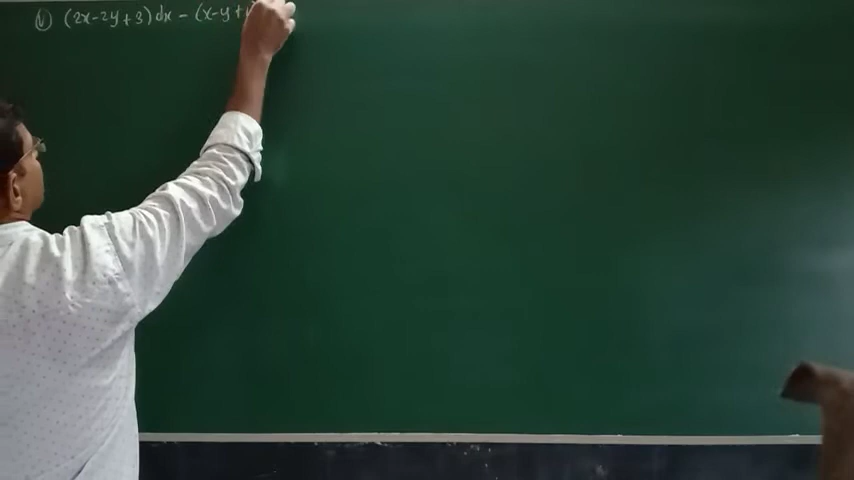 (v) (2x-2y+3)dx - (x-y+